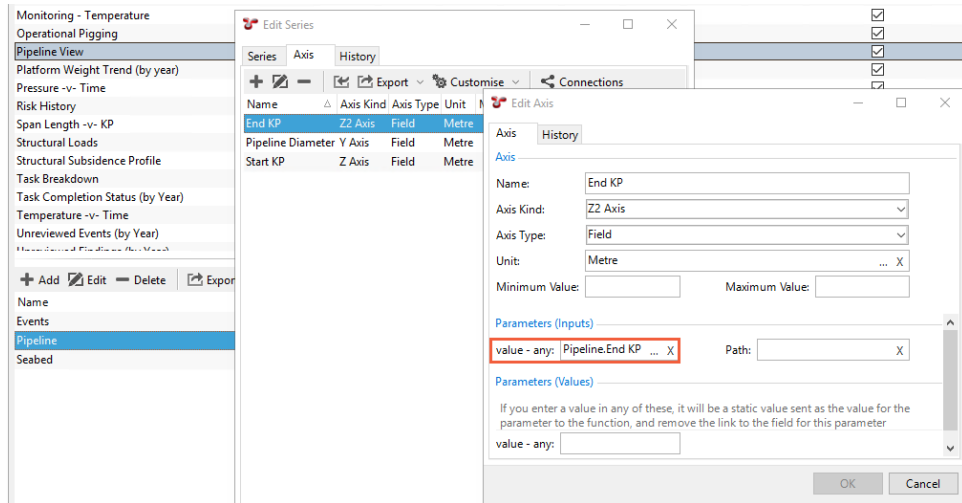 Monitoring - Temperature
Operational Pigging
Pipeline View
Platform Weight Trend (by year)
Pressure -v- Time
Risk History
Span Length -v- KP
Structural Loads
Structural Subsidence Profile
Task Breakdown
Task Completion Status (by Year)
Temperature -v- Time
Unreviewed Events (by Year)
Unreviewed Findings (by Year)
Add Edit Delete Expor
Name
Events
Pipeline
Seabed
Edit Series
Series Axis History
Export Customise Connections
Name Axis Kind Axis Type Unit
End KP Z2 Axis Field Metre
Pipeline Diameter Y Axis Field Metre
Start KP Z Axis Field Metre
Edit Axis
Axis History
Axis
Name: End KP
Axis Kind: Z2 Axis
Axis Type: Field
Unit: Metre ... X
Minimum Value: Maximum Value:
Parameters (Inputs)
value - any: Pipeline.End KP ... X Path: X
Parameters (Values)
If you enter a value in any of these, it will be a static value sent as the value for the
parameter to the function, and remove the link to the field for this parameter
value - any:
OK Cancel